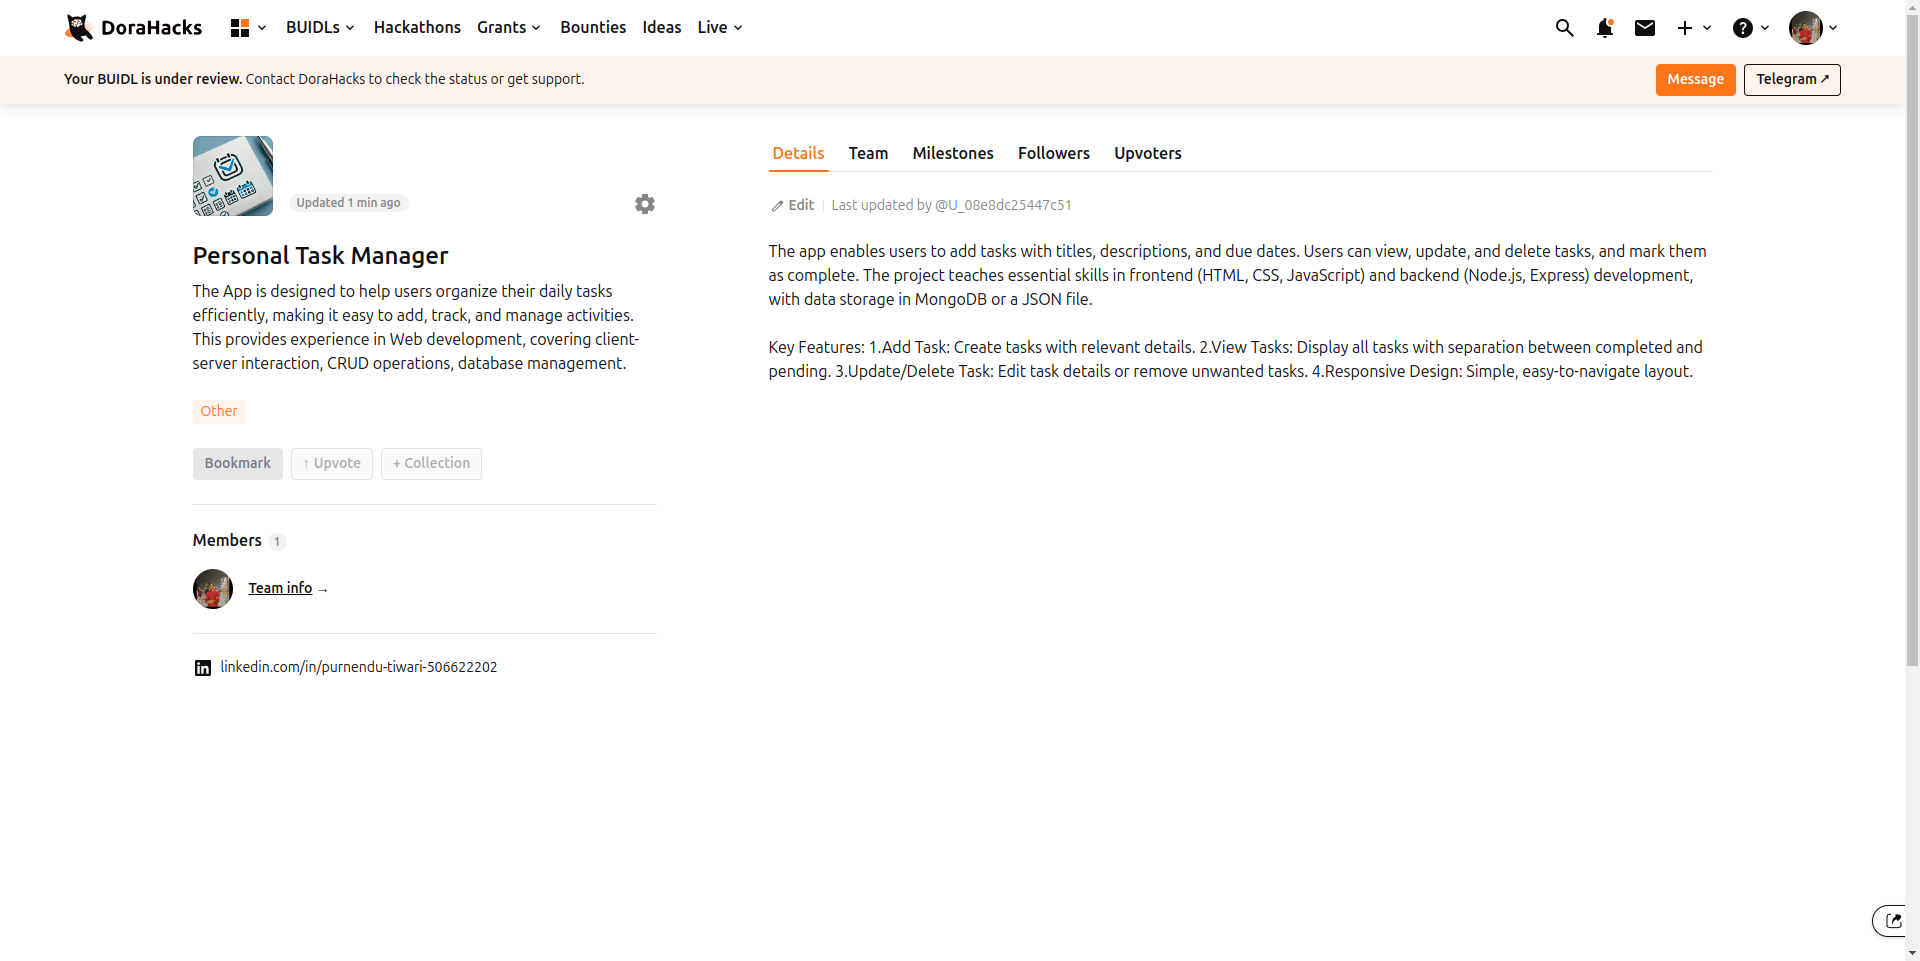 DoraHacks
BUIDLs
Hackathons
Grants
Bounties
Ideas
Live
Your BUIDL is under review. Contact DoraHacks to check the status or get support.
Message
Telegram ↗
Updated 1 min ago
Personal Task Manager
The App is designed to help users organize their daily tasks
efficiently, making it easy to add, track, and manage activities.
This provides experience in Web development, covering client-
server interaction, CRUD operations, database management.
Other
Bookmark
↑ Upvote
+ Collection
Members 1
Team info →
linkedin.com/in/purnendu-tiwari-506622202
Details
Team
Milestones
Followers
Upvoters
Edit
Last updated by @U_08e8dc25447c51
The app enables users to add tasks with titles, descriptions, and due dates. Users can view, update, and delete tasks, and mark them
as complete. The project teaches essential skills in frontend (HTML, CSS, JavaScript) and backend (Node.js, Express) development,
with data storage in MongoDB or a JSON file.
Key Features: 1.Add Task: Create tasks with relevant details. 2.View Tasks: Display all tasks with separation between completed and
pending. 3.Update/Delete Task: Edit task details or remove unwanted tasks. 4.Responsive Design: Simple, easy-to-navigate layout.